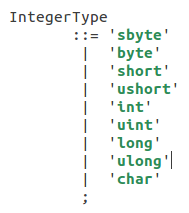 IntegerType
::= 'sbyte'
| 'byte'
| 'short'
| 'ushort'
| 'int'
| 'uint'
| 'long'
| 'ulong'
| 'char'
;